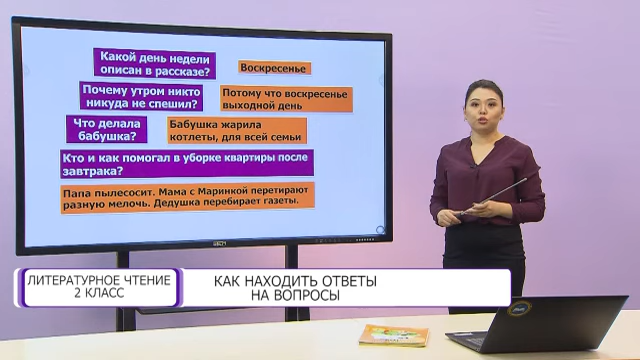 Какой день недели
описан в рассказе?
Воскресенье
Почему утром никто
никуда не спешил?
Потому что воскресенье
выходной день
Что делала
бабушка?
Бабушка жарила
котлеты, для всей семьи
Кто и как помогал в уборке квартиры после
завтрака?
Папа пылесосит. Мама с Маринкой перетирают
разную мелочь. Дедушка перебирает газеты.
ЛИТЕРАТУРНОЕ ЧТЕНИЕ
2 КЛАСС
КАК НАХОДИТЬ ОТВЕТЫ
НА ВОПРОСЫ